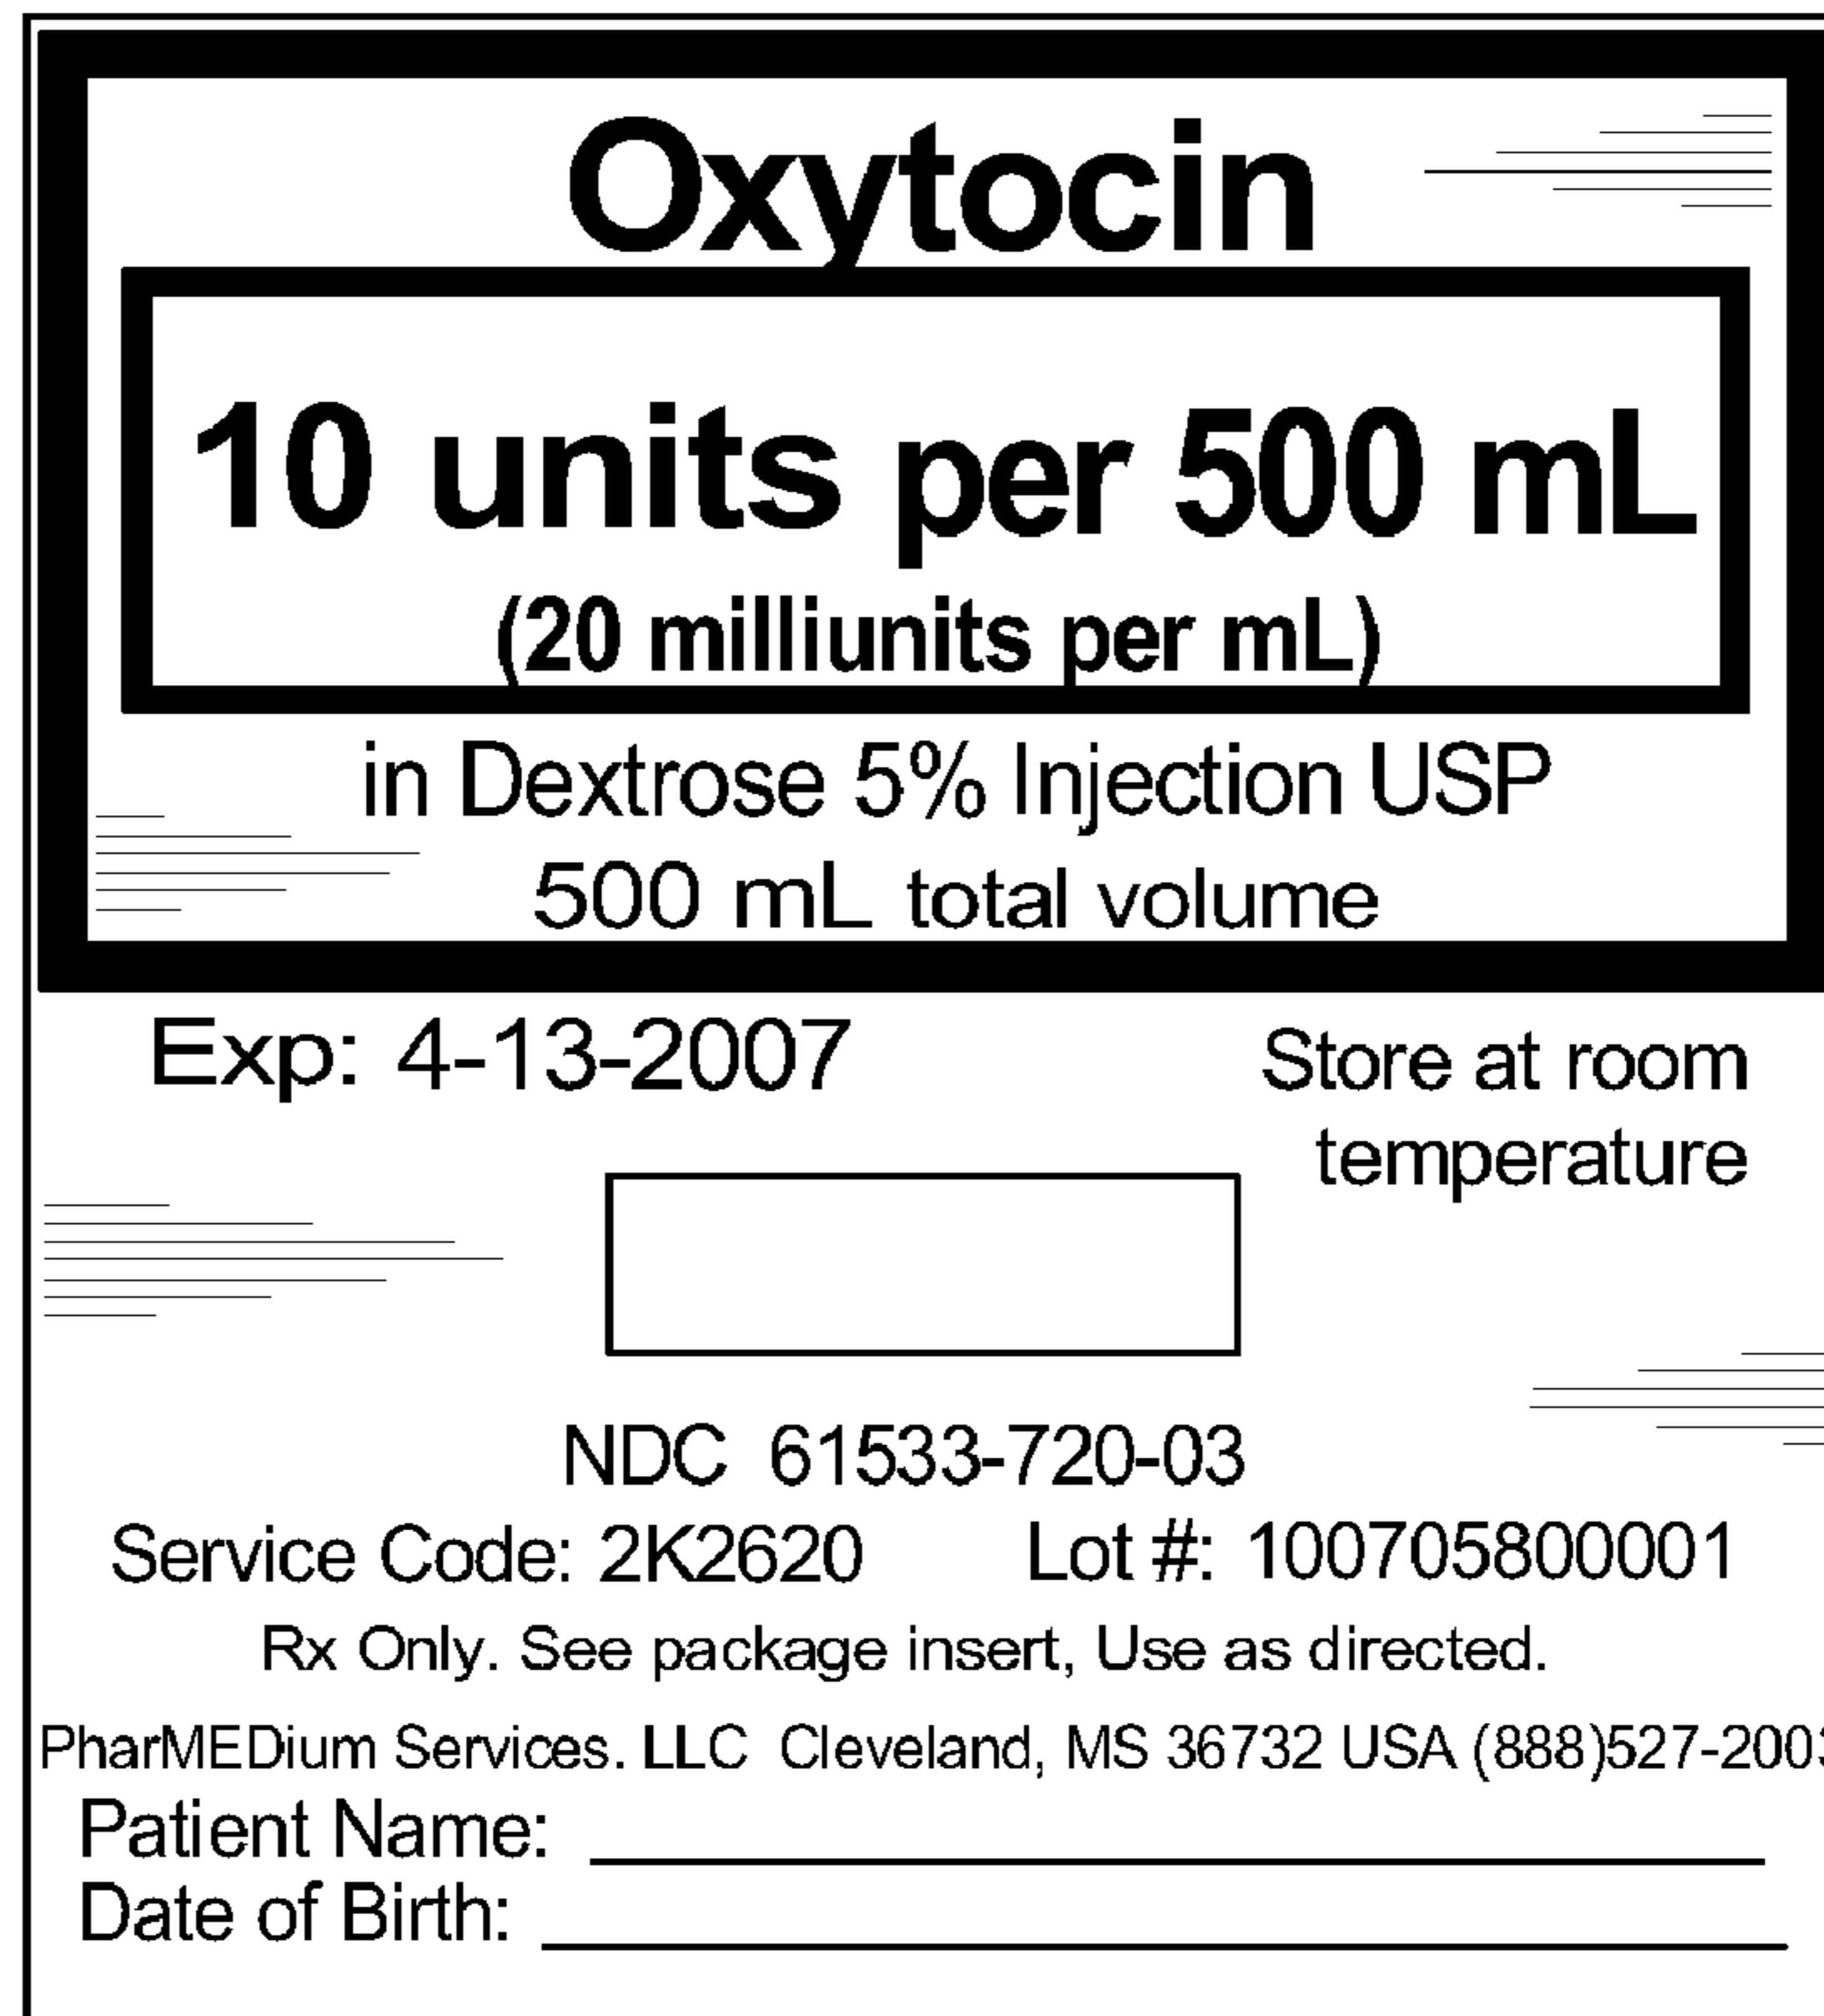 Oxytocin
10 units per 500 mL
(20 milliunits per mL)
in Dextrose 5% Injection USP
500 mL total volume
Exp: 4-13-2007
Store at room
temperature
NDC 61533-720-03
Service Code: 2K2620 Lot #: 100705800001
Rx Only. See package insert, Use as directed.
PharMEDium Services. LLC Cleveland, MS 36732 USA (888)527-2003
Patient Name:
Date of Birth: